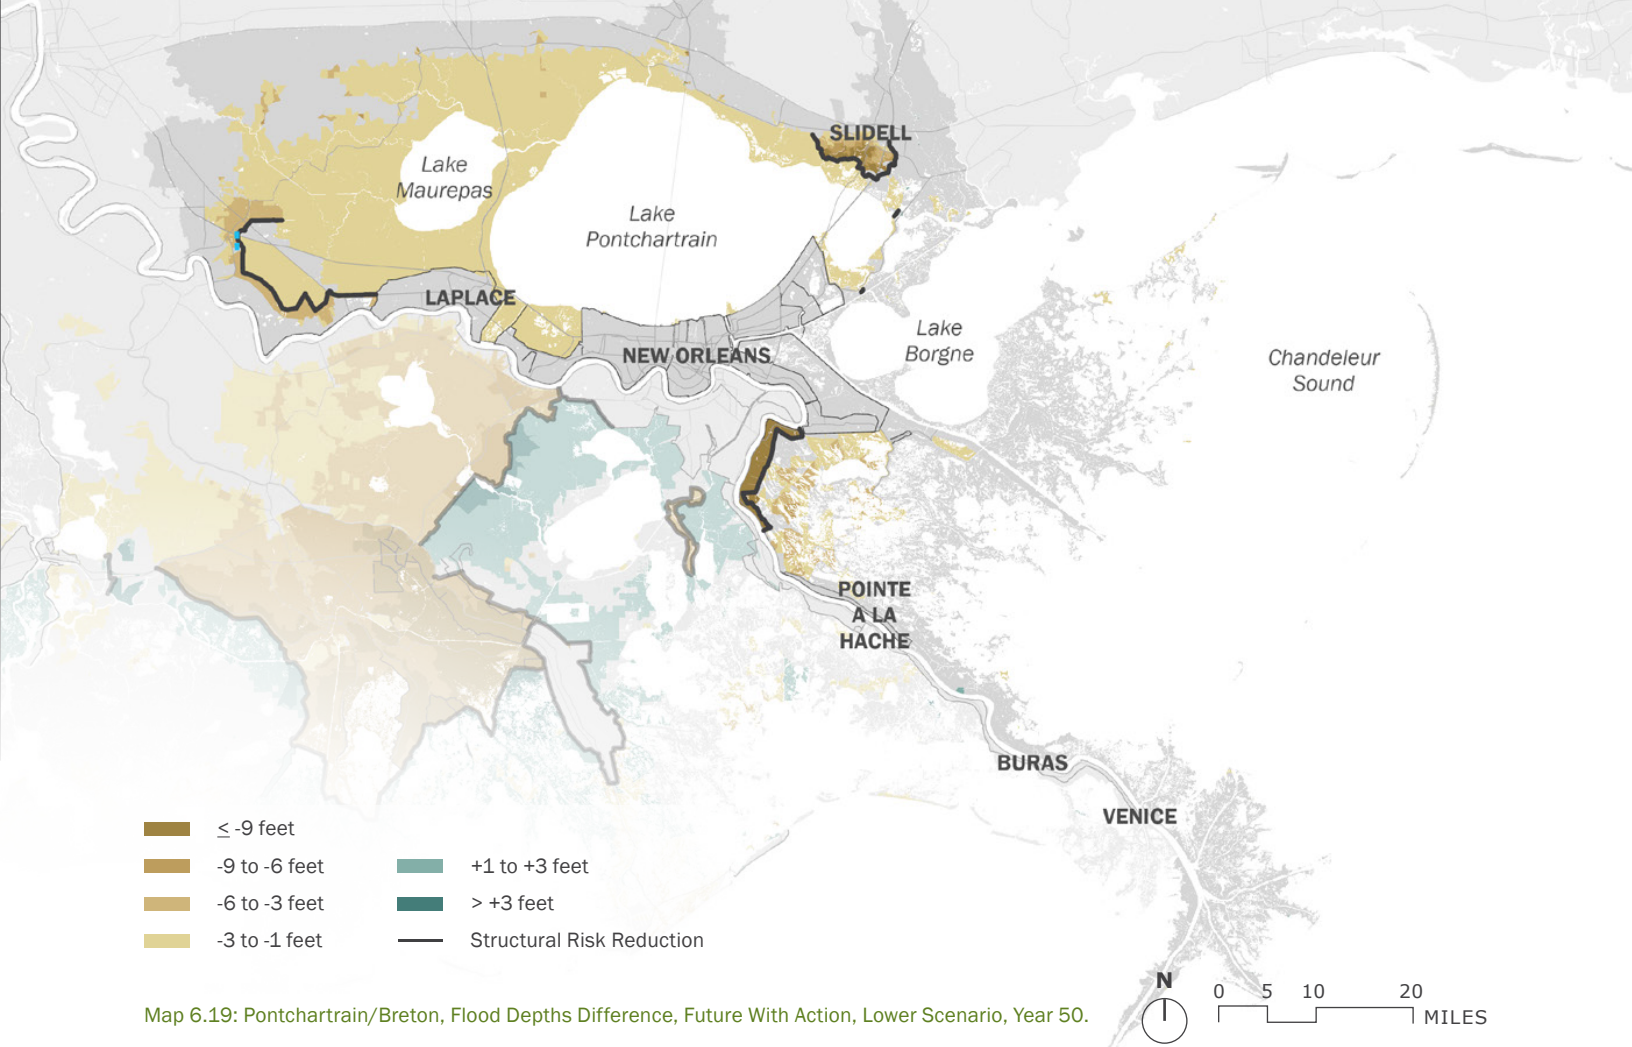 SLIDELL
Lake
Maurepas
Lake
Pontchartrain
LAPLACE
NEW ORLEANS
Lake
Borgne
Chandeleur
Sound
POINTE
A LA
HACHE
BURAS
VENICE
≤ -9 feet
-9 to -6 feet
+1 to +3 feet
-6 to -3 feet
> +3 feet
-3 to -1 feet
Structural Risk Reduction
N
0 5 10 20
MILES
Map 6.19: Pontchartrain/Breton, Flood Depths Difference, Future With Action, Lower Scenario, Year 50.